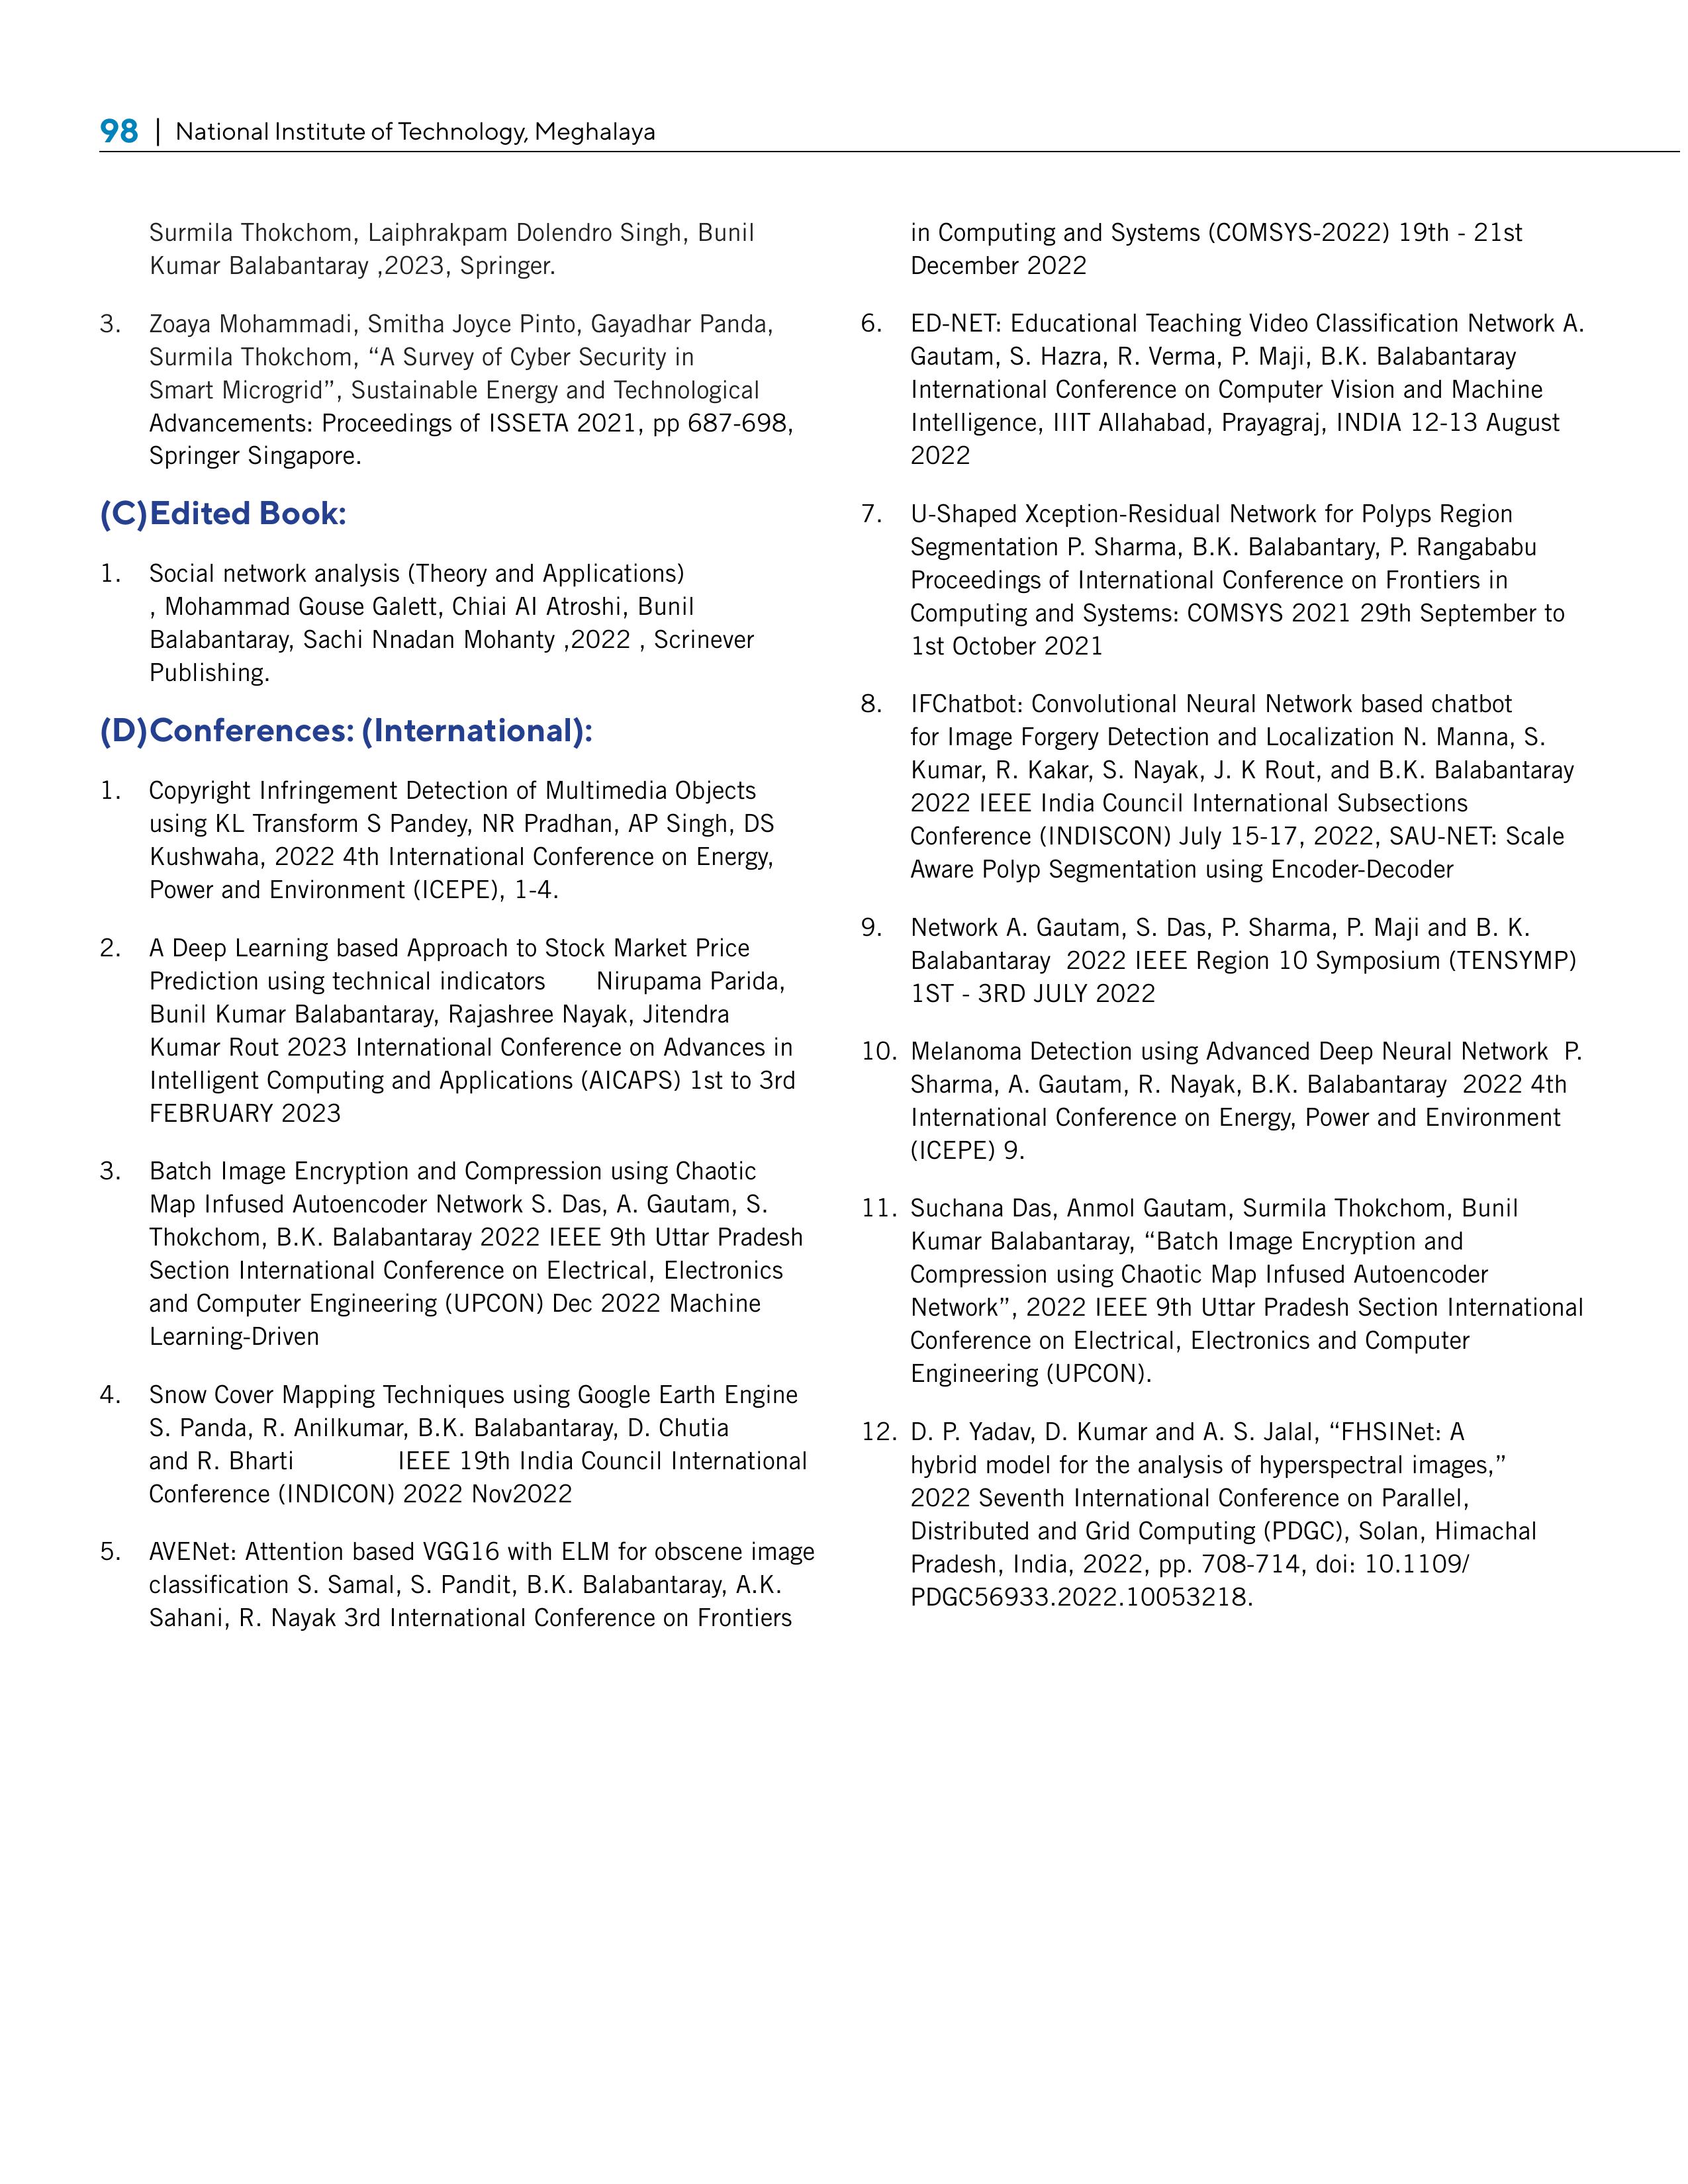 98 | National Institute of Technology, Meghalaya
Surmila Thokchom, Laiphrakpam Dolendro Singh, Bunil
Kumar Balabantaray ,2023, Springer.
3. Zoaya Mohammadi, Smitha Joyce Pinto, Gayadhar Panda,
Surmila Thokchom, “A Survey of Cyber Security in
Smart Microgrid”, Sustainable Energy and Technological
Advancements: Proceedings of ISSETA 2021, pp 687-698,
Springer Singapore.
(C)Edited Book:
1. Social network analysis (Theory and Applications)
, Mohammad Gouse Galett, Chiai Al Atroshi, Bunil
Balabantaray, Sachi Nnadan Mohanty ,2022 , Scrinever
Publishing.
(D)Conferences: (International):
1. Copyright Infringement Detection of Multimedia Objects
using KL Transform S Pandey, NR Pradhan, AP Singh, DS
Kushwaha, 2022 4th International Conference on Energy,
Power and Environment (ICEPE), 1-4.
2. A Deep Learning based Approach to Stock Market Price
Prediction using technical indicators Nirupama Parida,
Bunil Kumar Balabantaray, Rajashree Nayak, Jitendra
Kumar Rout 2023 International Conference on Advances in
Intelligent Computing and Applications (AICAPS) 1st to 3rd
FEBRUARY 2023
3. Batch Image Encryption and Compression using Chaotic
Map Infused Autoencoder Network S. Das, A. Gautam, S.
Thokchom, B.K. Balabantaray 2022 IEEE 9th Uttar Pradesh
Section International Conference on Electrical, Electronics
and Computer Engineering (UPCON) Dec 2022 Machine
Learning-Driven
4. Snow Cover Mapping Techniques using Google Earth Engine
S. Panda, R. Anilkumar, B.K. Balabantaray, D. Chutia
and R. Bharti IEEE 19th India Council International
Conference (INDICON) 2022 Nov2022
5. AVENet: Attention based VGG16 with ELM for obscene image
classification S. Samal, S. Pandit, B.K. Balabantaray, A.K.
Sahani, R. Nayak 3rd International Conference on Frontiers
in Computing and Systems (COMSYS-2022) 19th - 21st
December 2022
6. ED-NET: Educational Teaching Video Classification Network A.
Gautam, S. Hazra, R. Verma, P. Maji, B.K. Balabantaray
International Conference on Computer Vision and Machine
Intelligence, IIIT Allahabad, Prayagraj, INDIA 12-13 August
2022
7. U-Shaped Xception-Residual Network for Polyps Region
Segmentation P. Sharma, B.K. Balabantary, P. Rangababu
Proceedings of International Conference on Frontiers in
Computing and Systems: COMSYS 2021 29th September to
1st October 2021
8. IFChatbot: Convolutional Neural Network based chatbot
for Image Forgery Detection and Localization N. Manna, S.
Kumar, R. Kakar, S. Nayak, J. K Rout, and B.K. Balabantaray
2022 IEEE India Council International Subsections
Conference (INDISCON) July 15-17, 2022, SAU-NET: Scale
Aware Polyp Segmentation using Encoder-Decoder
9. Network A. Gautam, S. Das, P. Sharma, P. Maji and B. K.
Balabantaray 2022 IEEE Region 10 Symposium (TENSYMP)
1ST - 3RD JULY 2022
10. Melanoma Detection using Advanced Deep Neural Network P.
Sharma, A. Gautam, R. Nayak, B.K. Balabantaray 2022 4th
International Conference on Energy, Power and Environment
(ICEPE) 9.
11. Suchana Das, Anmol Gautam, Surmila Thokchom, Bunil
Kumar Balabantaray, “Batch Image Encryption and
Compression using Chaotic Map Infused Autoencoder
Network”, 2022 IEEE 9th Uttar Pradesh Section International
Conference on Electrical, Electronics and Computer
Engineering (UPCON).
12. D. P. Yadav, D. Kumar and A. S. Jalal, “FHSINet: A
hybrid model for the analysis of hyperspectral images,”
2022 Seventh International Conference on Parallel,
Distributed and Grid Computing (PDGC), Solan, Himachal
Pradesh, India, 2022, pp. 708-714, doi: 10.1109/
PDGC56933.2022.10053218.